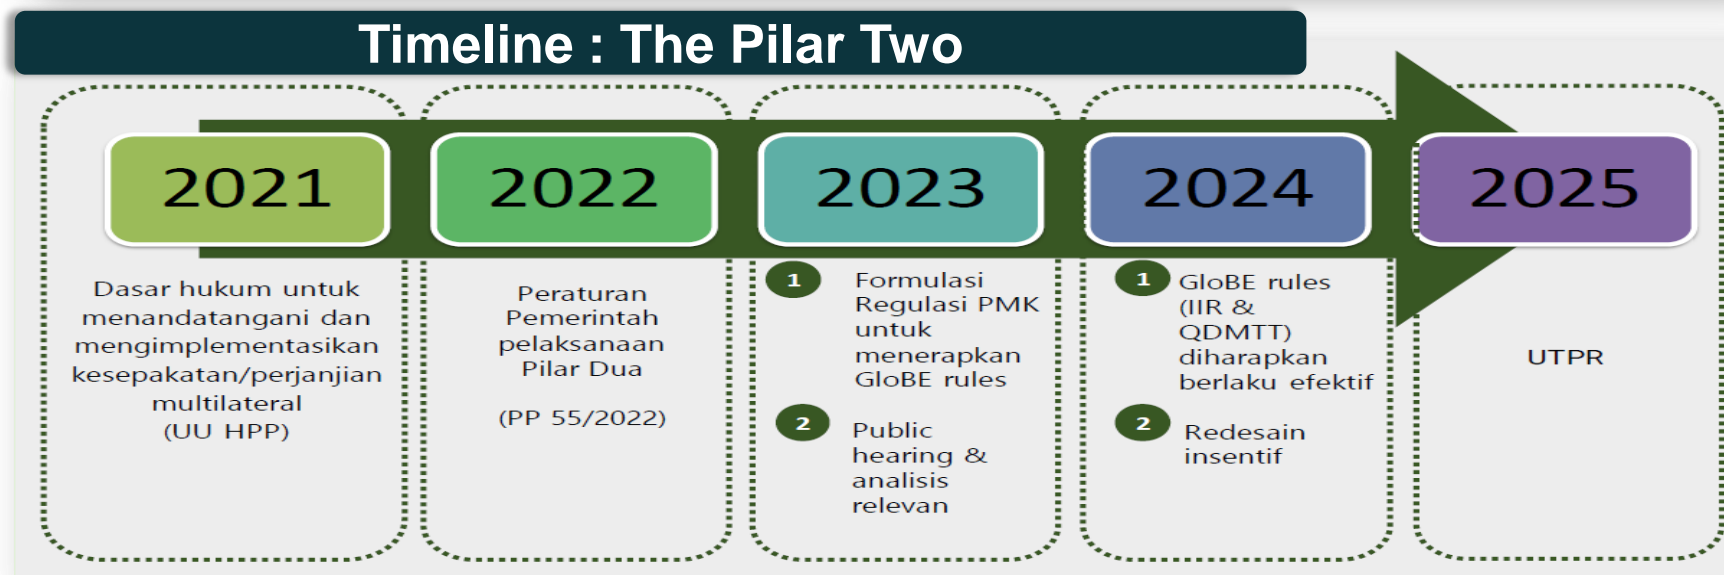 Timeline : The Pilar Two
2021
Dasar hukum untuk
menandatangani dan
mengimplementasikan
kesepakatan/perjanjian
multilateral
(UU HPP)
2022
Peraturan
Pemerintah
pelaksanaan
Pilar Dua
(PP 55/2022)
2023
1 Formulasi
Regulasi PMK
untuk
menerapkan
GloBE rules
2 Public
hearing &
analisis
relevan
2024
1 GloBE rules
(IIR &
QDMTT)
diharapkan
berlaku efektif
2 Redesain
insentif
2025
UTPR